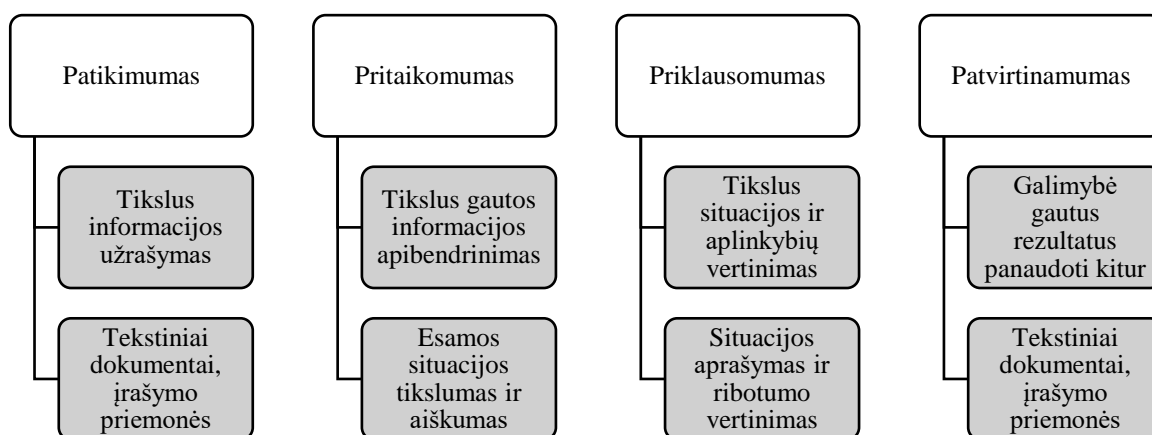 Patikimumas
Tikslus
informacijos
užrašymas
Tekstiniai
dokumentai,
įrašymo
priemonės
Pritaikomumas
Tikslus gautos
informacijos
apibendrinimas
Esamos
situacijos
tikslumas ir
aiškumas
Priklausomumas
Tikslus
situacijos ir
aplinkybių
vertinimas
Situacijos
aprašymas ir
ribotumo
vertinimas
Patvirtinamumas
Galimybė
gautus
rezultatus
panaudoti kitur
Tekstiniai
dokumentai,
įrašymo
priemonės